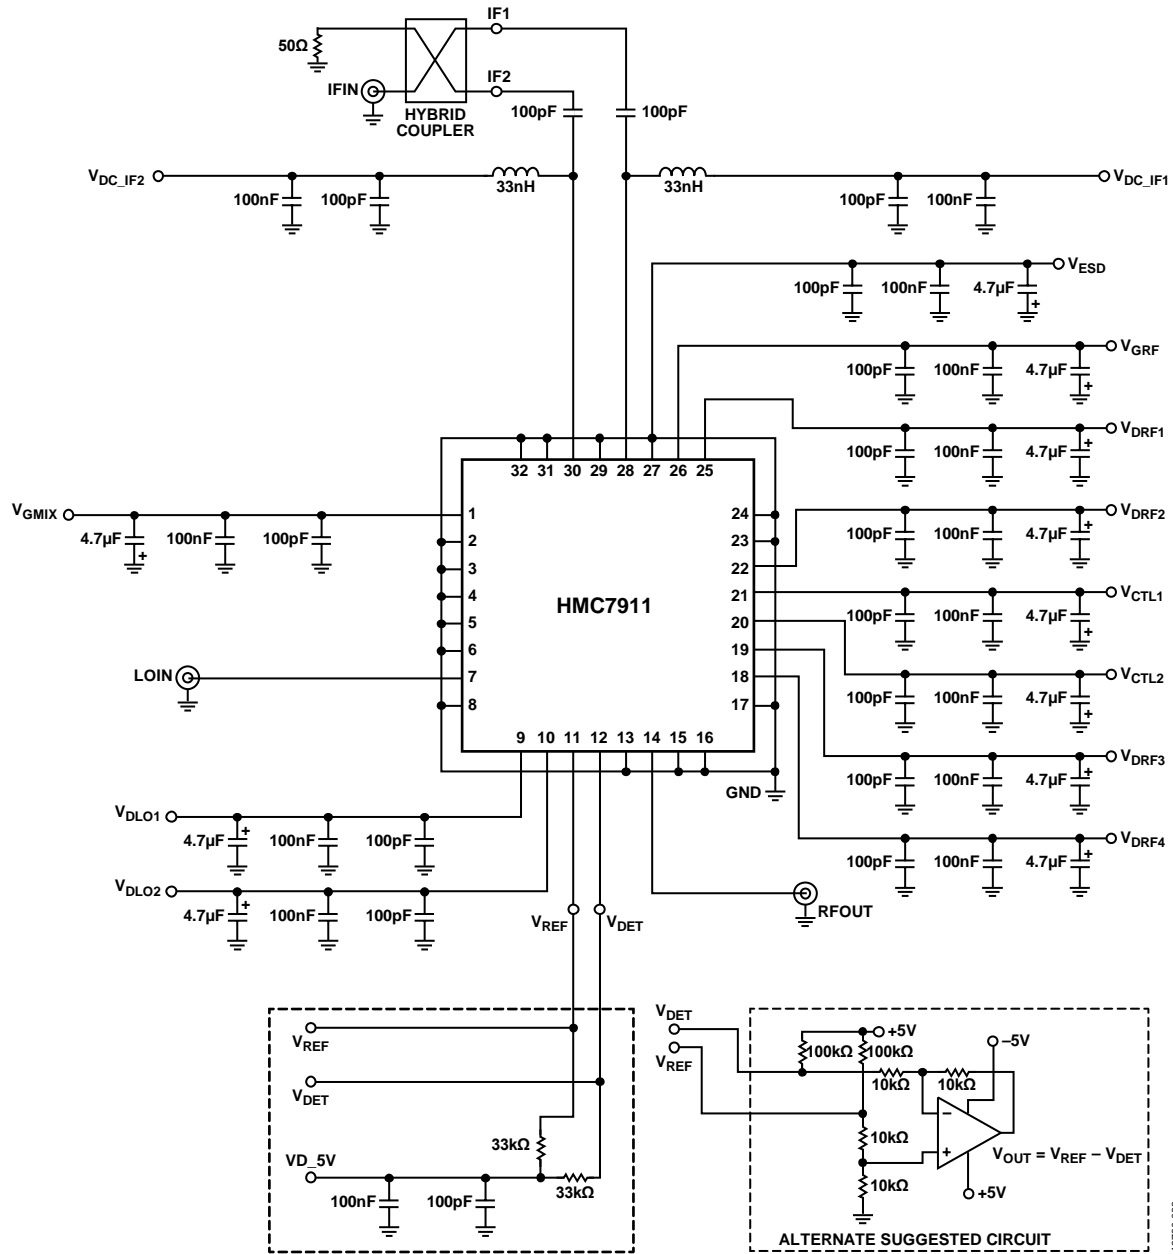 IF1
50Ω
IFIN
IF2
HYBRID
COUPLER
100pF
100pF
VDC_IF2
33nH
33nH
VDC_IF1
100nF
100pF
100pF
100nF
VESD
100pF
100nF
4.7µF
+
VGRF
100pF
100nF
4.7µF
+
VDRF1
100pF
100nF
4.7µF
+
32 31 30 29 28 27 26 25
VGMIX
4.7µF
+
100nF
100pF
1
2
3
4
5
6
7
8
HMC7911
24
23
22
21
20
19
18
17
VDRF2
100pF
100nF
4.7µF
+
VCTL1
100pF
100nF
4.7µF
+
VCTL2
100pF
100nF
4.7µF
+
LOIN
9 10 11 12 13 14 15 16
GND
VDRF3
100pF
100nF
4.7µF
+
VDLO1
4.7µF
+
100nF
100pF
VDRF4
100pF
100nF
4.7µF
+
VDLO2
4.7µF
+
100nF
100pF
VREF
VDET
RFOUT
VREF
VDET
33kΩ
VD_5V
33kΩ
100nF
100pF
VDET
VREF
+5V
–5V
100kΩ
100kΩ
10kΩ
10kΩ
–
10kΩ
+
VOUT = VREF – VDET
10kΩ
+5V
ALTERNATE SUGGESTED CIRCUIT